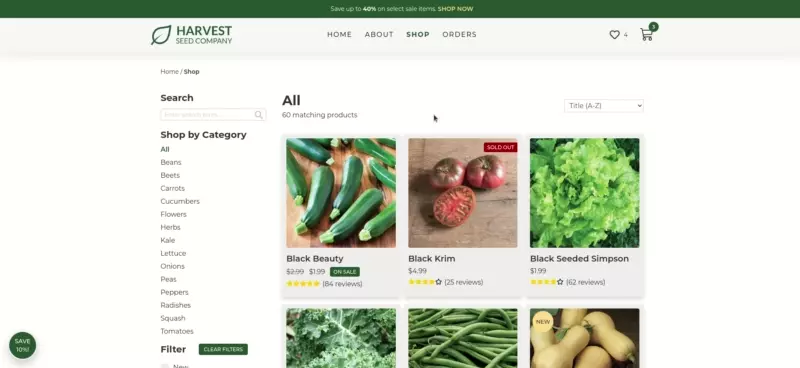 Save up to 40% on select sale items. SHOP NOW
HARVEST
SEED COMPANY
HOME ABOUT SHOP ORDERS
4
3
Home / Shop
Search
Shop by Category
All
Beans
Beets
Carrots
Cucumbers
Flowers
Herbs
Kale
Lettuce
Onions
Peas
Peppers
Radishes
Squash
Tomatoes
Filter
CLEAR FILTERS
New
All
60 matching products
Title (A-Z)
Black Beauty
$2.99 $1.99 ON SALE
(84 reviews)
SOLD OUT
Black Krim
$4.99
(25 reviews)
Black Seeded Simpson
$1.99
(62 reviews)
NEW
SAVE
10%!